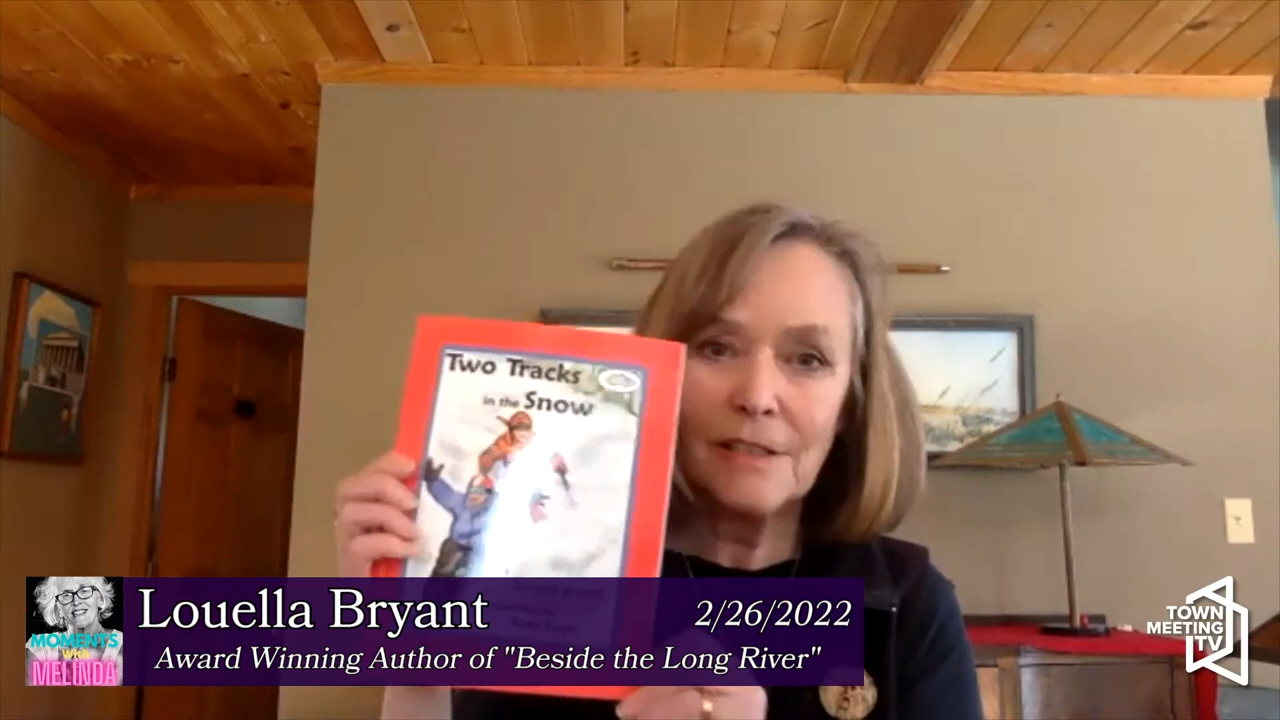 Two Tracks
in the Snow
Louella Bryant
2/26/2022
Award Winning Author of "Beside the Long River"
MOMENTS
with
MELINDA
TOWN
MEETING
TV